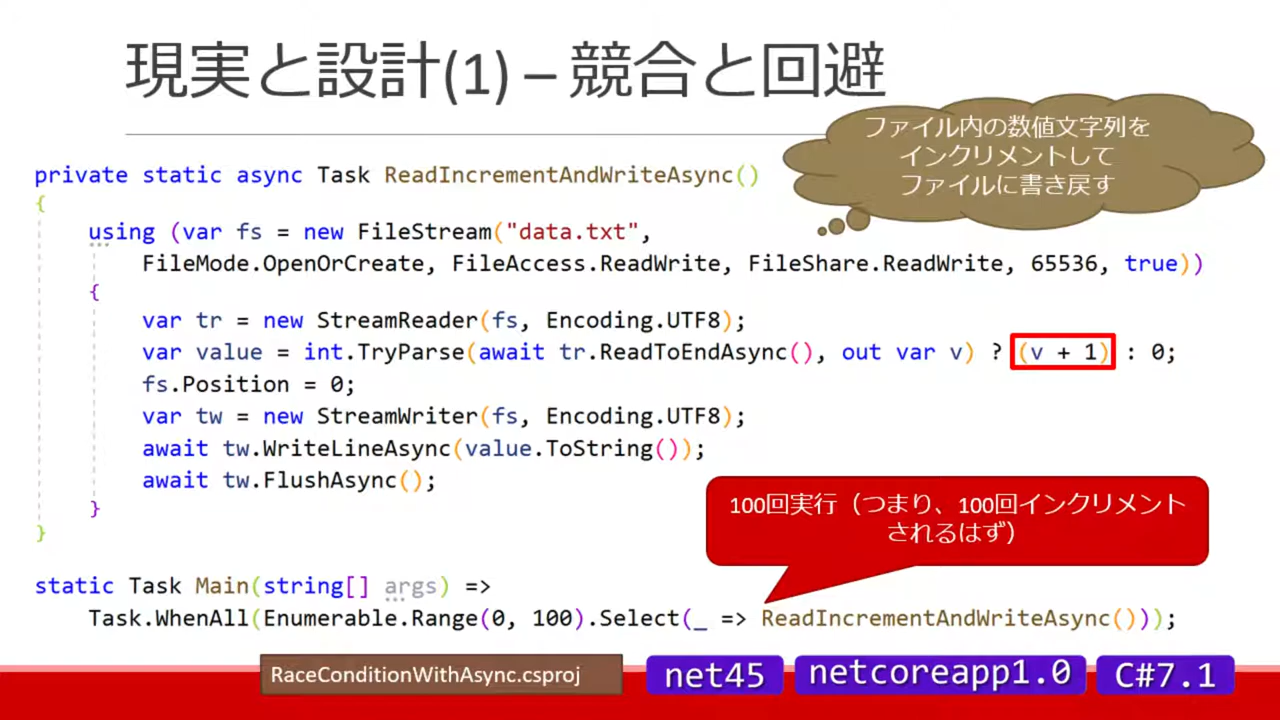 現実と設計(1) – 競合と回避
ファイル内の数値文字列を
インクリメントして
ファイルに書き戻す
private static async Task ReadIncrementAndWriteAsync()
{
using (var fs = new FileStream("data.txt",
FileMode.OpenOrCreate, FileAccess.ReadWrite, FileShare.ReadWrite, 65536, true))
{
var tr = new StreamReader(fs, Encoding.UTF8);
var value = int.TryParse(await tr.ReadToEndAsync(), out var v) ? (v + 1) : 0;
fs.Position = 0;
var tw = new StreamWriter(fs, Encoding.UTF8);
await tw.WriteLineAsync(value.ToString());
await tw.FlushAsync();
}
}
100回実行（つまり、100回インクリメント
されるはず）
static Task Main(string[] args) =>
Task.WhenAll(Enumerable.Range(0, 100).Select(_ => ReadIncrementAndWriteAsync()));
RaceConditionWithAsync.csproj
net45
netcoreapp1.0
C#7.1